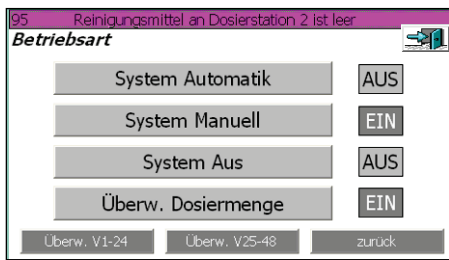 95 Reinigungsmittel an Dosierstation 2 ist leer
Betriebsart
System Automatik AUS
System Manuell EIN
System Aus AUS
Überw. Dosiermenge EIN
Überw. V1-24 Überw. V25-48 zurück